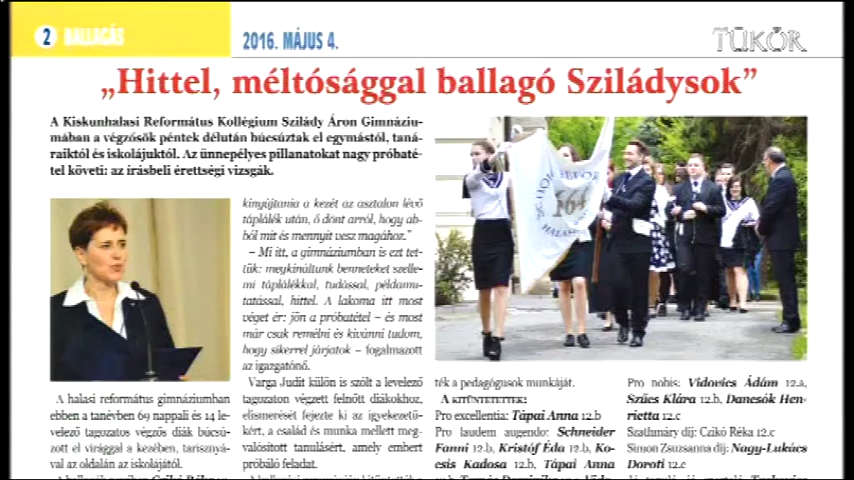 2 BALLAGÁS
2016. MÁJUS 4.
TÜKÖR
„Hittel, méltósággal ballagó Sziládysok”
A Kiskunhalasi Református Kollégium Szilády Áron Gimnáziu-
mában a végzősök péntek délután búcsúztak el egymástól, taná-
raiktól és iskolájuktól. Az ünnepélyes pillanatokat nagy próbaté-
tel követi: az írásbeli érettségi vizsgák.
A halasi református gimnáziumban
ebben a tanévben 69 nappali és 14 le-
velező tagozatos végzős diák búcsú-
zott el virággal a kezében, tarisznyá-
val az oldalán az iskolájától.
kinyújtania a kezét az asztalon lévő
táplálék után, ő dönt arról, hogy ab-
ból mit és mennyit vesz magához.”
– Mi itt, a gimnáziumban is ezt tet-
tük: megkínáltunk benneteket szelle-
mi táplálékkal, tudással, példamu-
tatással, hittel. A lakoma itt most
véget ér: jön a próbatétel – és most
már csak remélni és kívánni tudom,
hogy sikerrel járjatok – fogalmazott
az igazgatónő.
Varga Judit külön is szólt a levelező
tagozaton végzett felnőtt diákokhoz,
elismerését fejezte ki az igyekezetü-
kért, a család és munka mellett meg-
valósított tanulásért, amely embert
próbáló feladat.
ték a pedagógusok munkáját.
A KITÜNTETETTEK:
Pro excellentia: Tápai Anna 12.b
Pro laudem augendo: Schneider
Fanni 12.b, Kristóf Éda 12.b, Ko-
csis Kadosa 12.b, Tápai Anna
Pro nobis: Vidovics Ádám 12.a,
Szűcs Klára 12.b, Dancsók Hen-
rietta 12.c
Szathmáry díj: Czikó Réka 12.c
Simon Zsuzsanna díj: Nagy-Lukács
Doroti 12.c